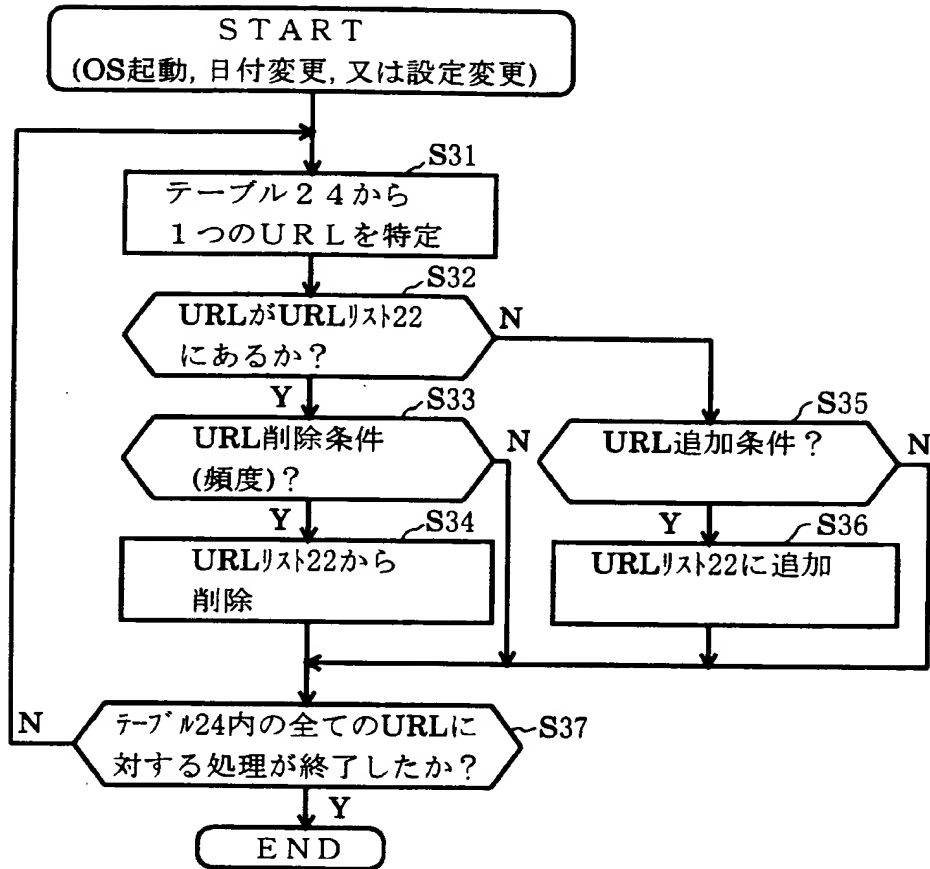 START
(OS起動, 日付変更, 又は設定変更)
S31
テーブル24から
1つのURLを特定
S32
URLがURLリスト22
にあるか?
N
Y
S33
URL削除条件
(頻度)?
N
S35
URL追加条件?
N
Y
S34
URLリスト22から
削除
Y
S36
URLリスト22に追加
N
テーブル24内の全てのURLに
対する処理が終了したか?
S37
Y
END